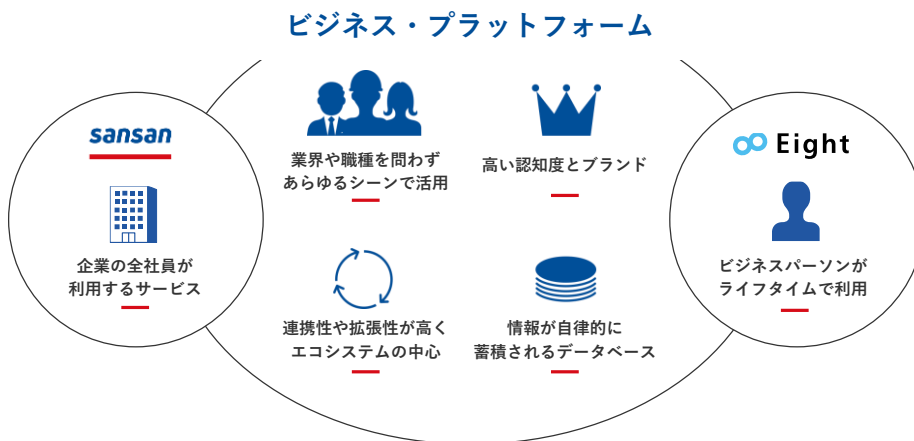 ビジネス・プラットフォーム
sansan
企業の全社員が
利用するサービス
業界や職種を問わず
あらゆるシーンで活用
高い認知度とブランド
連携性や拡張性が高く
エコシステムの中心
情報が自律的に
蓄積されるデータベース
Eight
ビジネスパーソンが
ライフタイムで利用